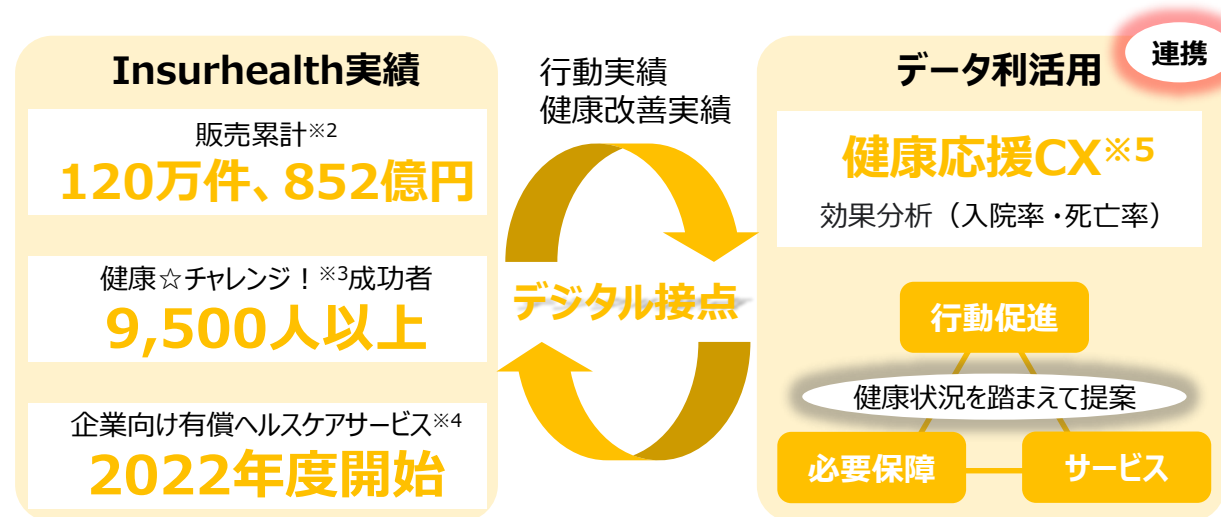 Insurhealth実績
販売累計※2
120万件、852億円
健康☆チャレンジ！※3成功者
9,500人以上
企業向け有償ヘルスケアサービス※4
2022年度開始
行動実績
健康改善実績
デジタル接点
連携
データ利活用
健康応援CX※5
効果分析（入院率・死亡率）
行動促進
健康状況を踏まえて提案
必要保障
サービス